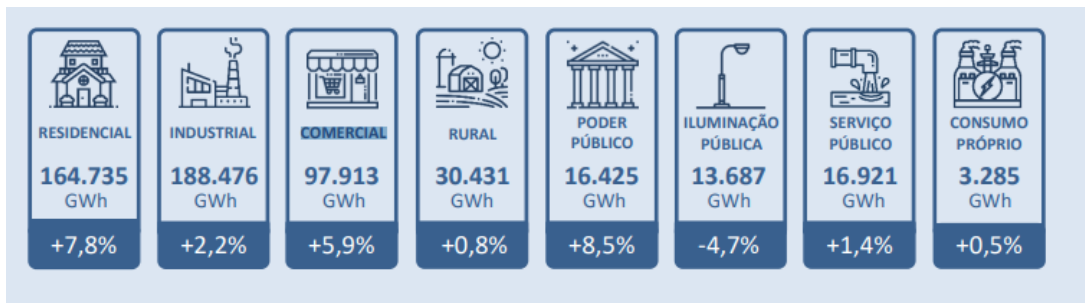 RESIDENCIAL
164.735
GWh
+7,8%
INDUSTRIAL
188.476
GWh
+2,2%
COMERCIAL
97.913
GWh
+5,9%
RURAL
30.431
GWh
+0,8%
PODER
PÚBLICO
16.425
GWh
+8,5%
ILUMINAÇÃO
PÚBLICA
13.687
GWh
-4,7%
SERVIÇO
PÚBLICO
16.921
GWh
+1,4%
CONSUMO
PRÓPRIO
3.285
GWh
+0,5%